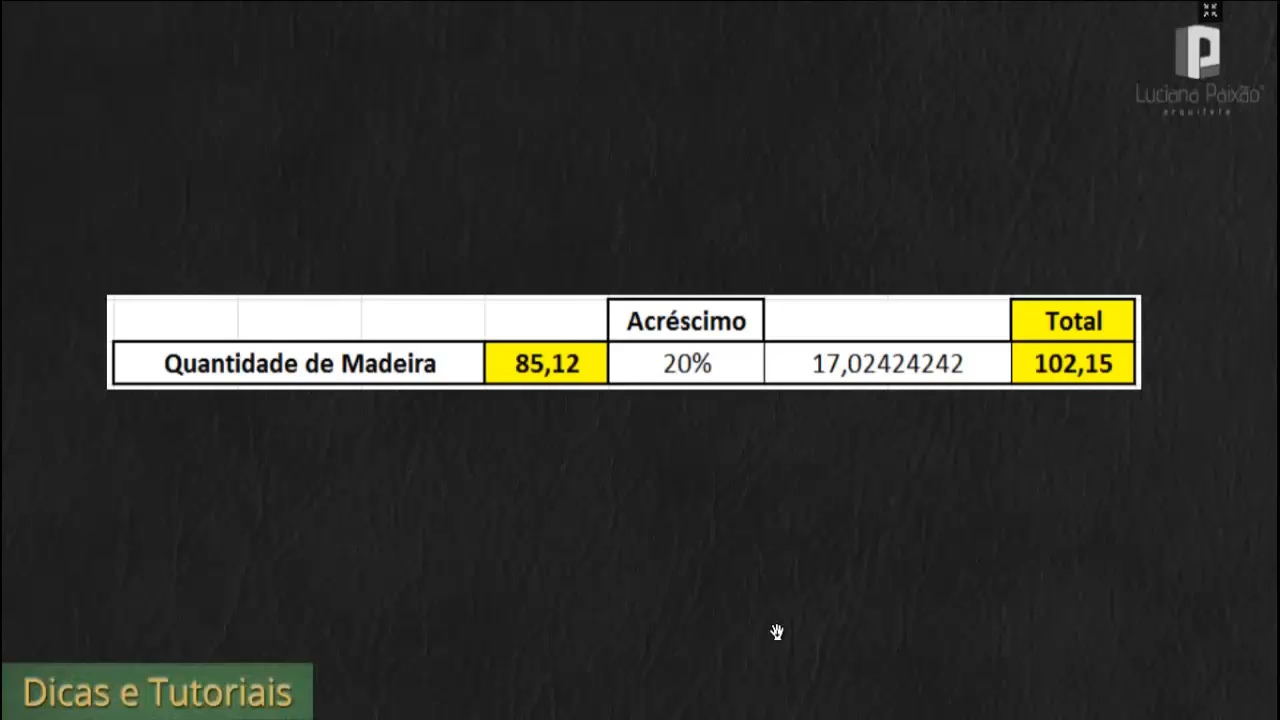 Luciana Paixão
arquiteta
Acréscimo Total
Quantidade de Madeira 85,12 20% 17,02424242 102,15
Dicas e Tutoriais